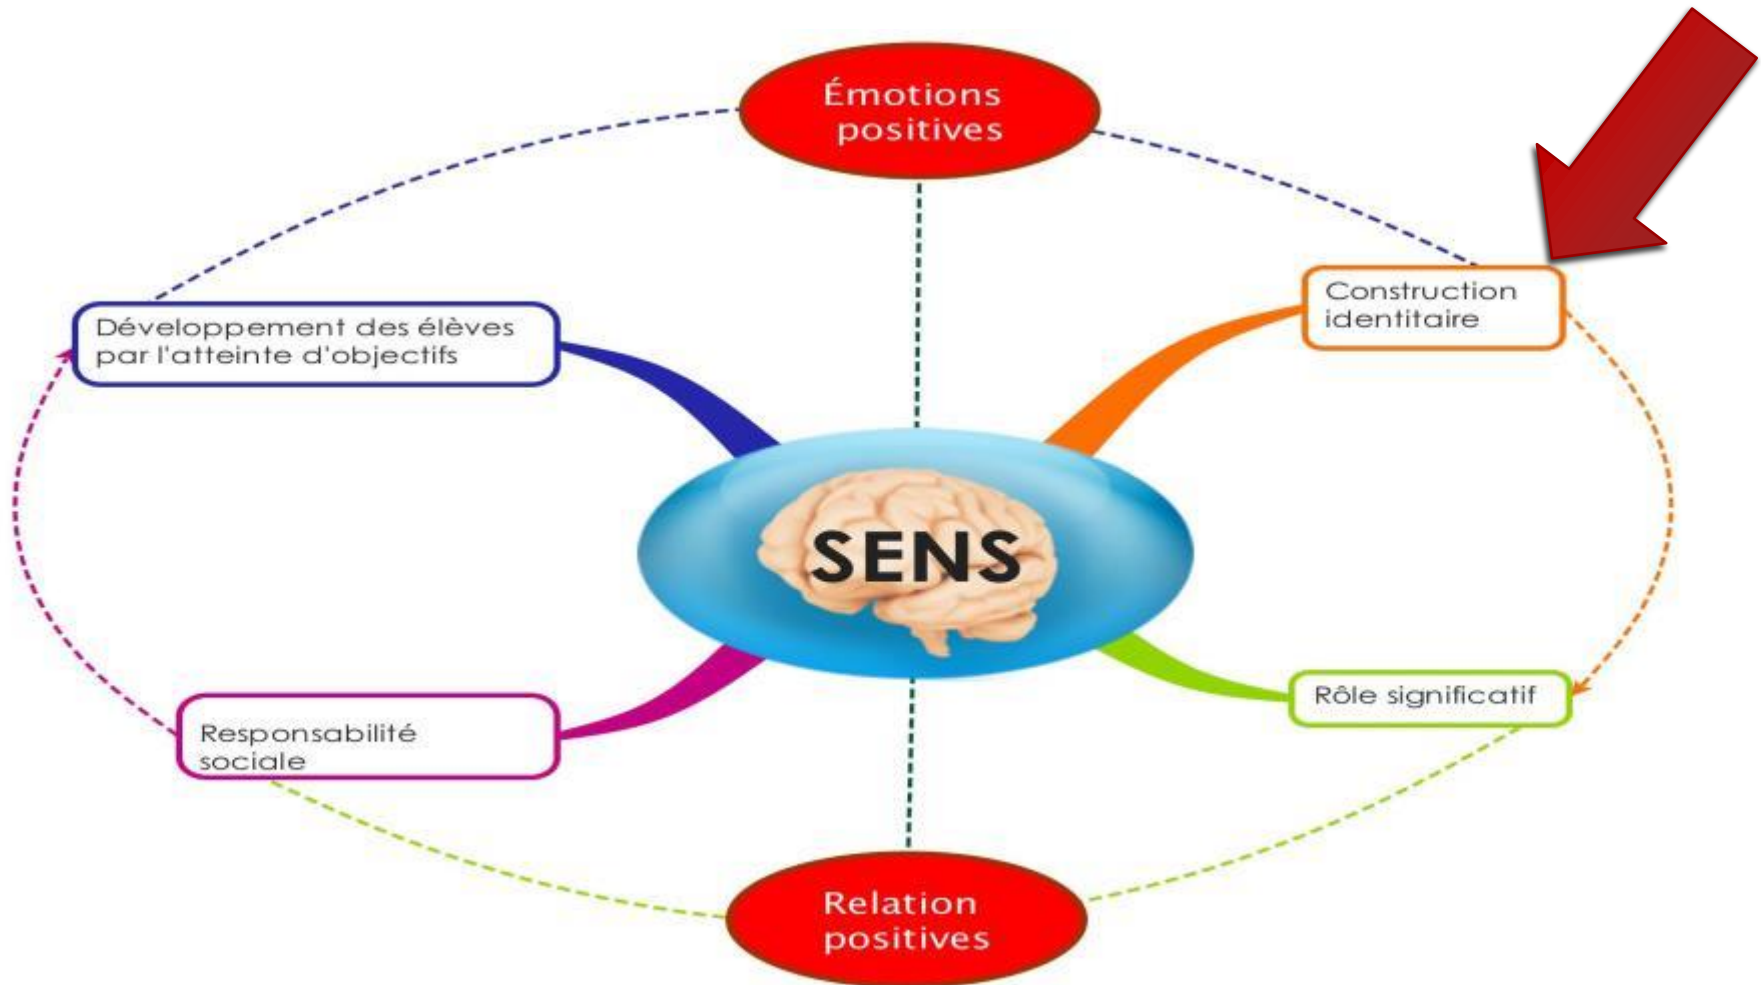 Émotions
positives
Construction
identitaire
Développement des élèves
par l'atteinte d'objectifs
SENS
Rôle significatif
Responsabilité
sociale
Relation
positives